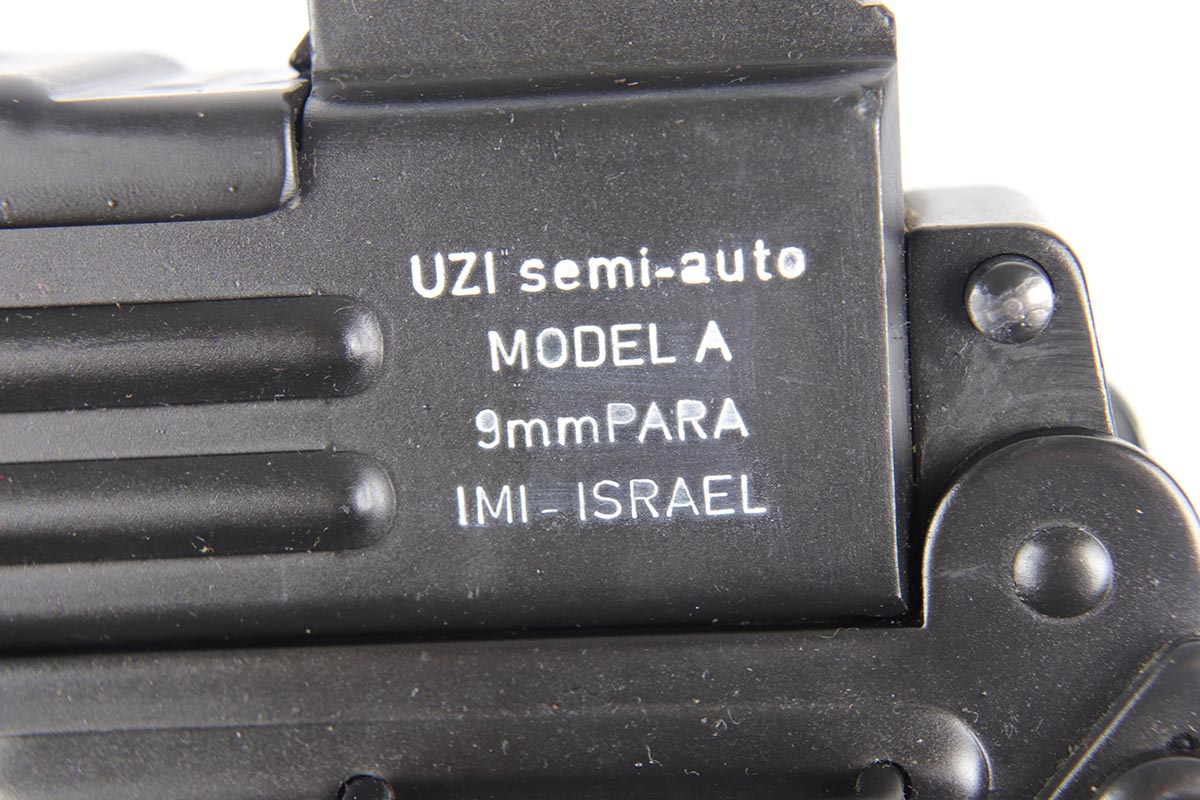 UZI semi-auto
MODEL A
9mmPARA
IMI - ISRAEL